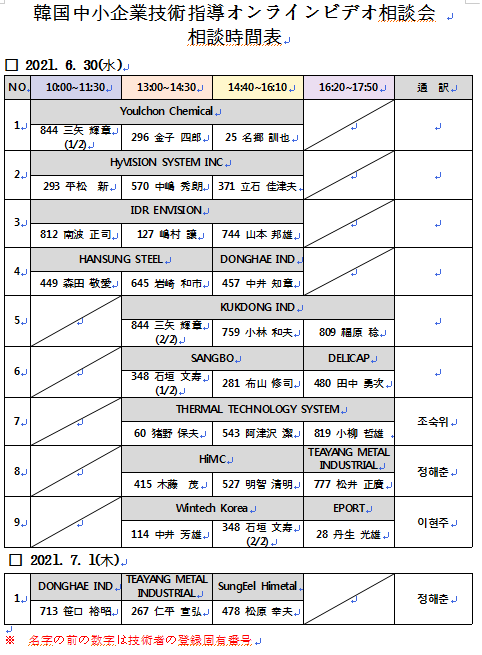 韓国中小企業技術指導オンラインビデオ相談会
相談時間表
□ 2021. 6. 30(水)
NO. 10:00~11:30 13:00~14:30 14:40~16:10 16:20~17:50 通 訳
1 Youlchon Chemical
844 三矢 輝章 (1/2) 296 金子 四郎 25 名郷 訓也
2 HyVISION SYSTEM INC
293 平松 新 570 中嶋 秀朗 371 立石 佳津夫
3 IDR ENVISION
812 南波 正司 127 嶋村 譲 744 山本 邦雄
4 HANSUNG STEEL DONGHAE IND
449 森田 敬愛 645 岩崎 和市 457 中井 知章
5 KUKDONG IND
844 三矢 輝章 (2/2) 759 小林 和夫 809 福原 稔
6 SANGBO DELICAP
348 石垣 文寿 (1/2) 281 布山 修司 480 田中 勇次
7 THERMAL TECHNOLOGY SYSTEM 조숙위
60 猪野 保夫 543 阿津沢 潔 819 小柳 哲雄
8 HiMC TEAYANG METAL INDUSTRIAL 정해춘
415 木藤 茂 527 明智 清明 777 松井 正廣
9 Wintech Korea EPORT 이현주
114 中井 芳雄 348 石垣 文寿 (2/2) 28 丹生 光雄
□ 2021. 7. 1(木)
1 DONGHAE IND TEAYANG METAL INDUSTRIAL SungEel Himetal 정해춘
713 笹口 裕昭 267 仁平 宣弘 478 松原 幸夫
※ 名字の前の数字は技術者の登録固有番号